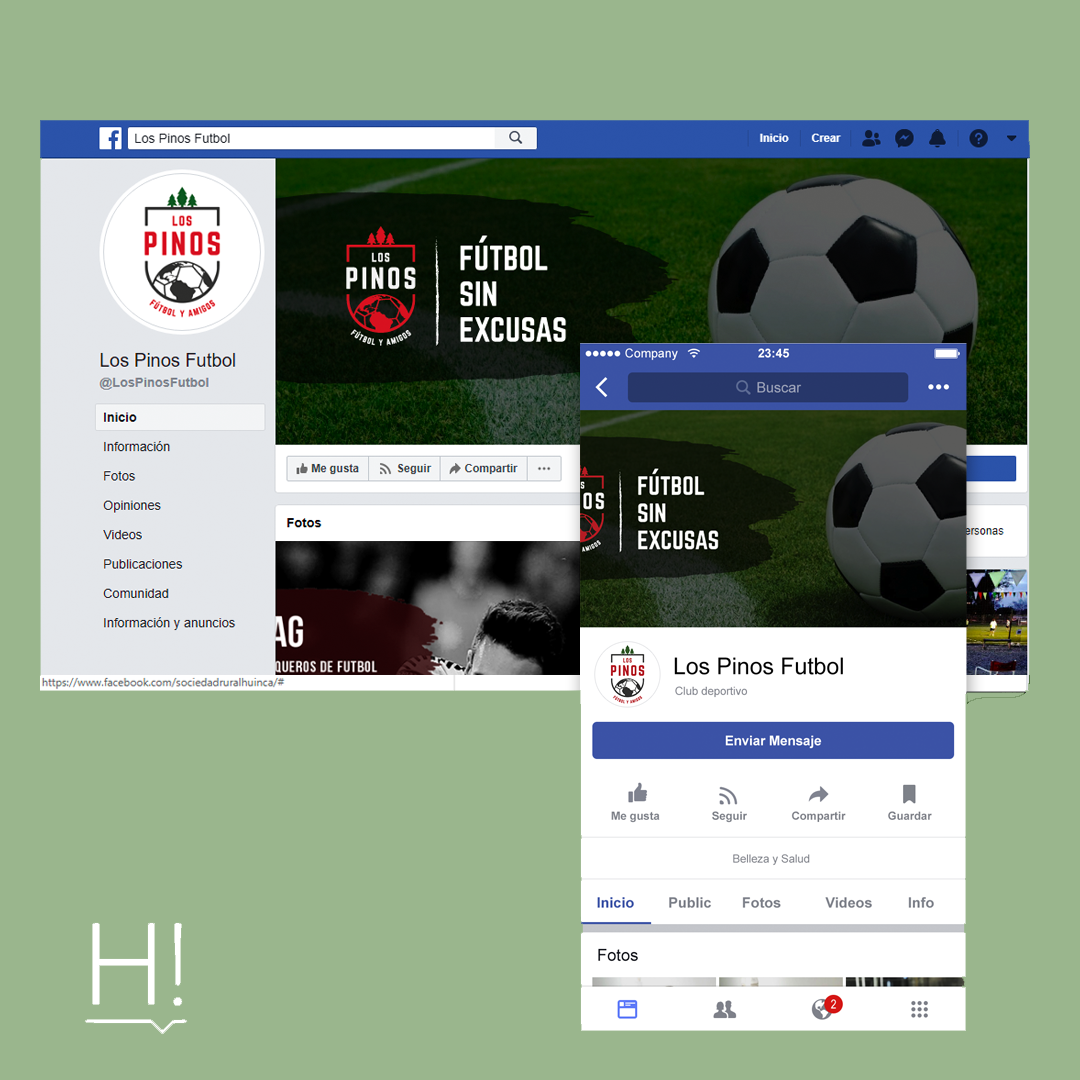 Los Pinos Futbol
Inicio
Crear
LOS
PINOS
FÚTBOL Y AMIGOS
Los Pinos Futbol
@LosPinosFutbol
Inicio
Información
Fotos
Opiniones
Videos
Publicaciones
Comunidad
Información y anuncios
https://www.facebook.com/sociedadruralhuinca/#
LOS
PINOS
FÚTBOL Y AMIGOS
FÚTBOL
SIN
EXCUSAS
Me gusta
Seguir
Compartir
Fotos
AG
QUEROS DE FUTBOL
ersonas
Company
23:45
Buscar
OS
FÚTBOL
SIN
EXCUSAS
LOS
PINOS
FÚTBOL Y AMIGOS
Los Pinos Futbol
Club deportivo
Enviar Mensaje
Me gusta
Seguir
Compartir
Guardar
Belleza y Salud
Inicio
Public
Fotos
Videos
Info
Fotos
2
H!